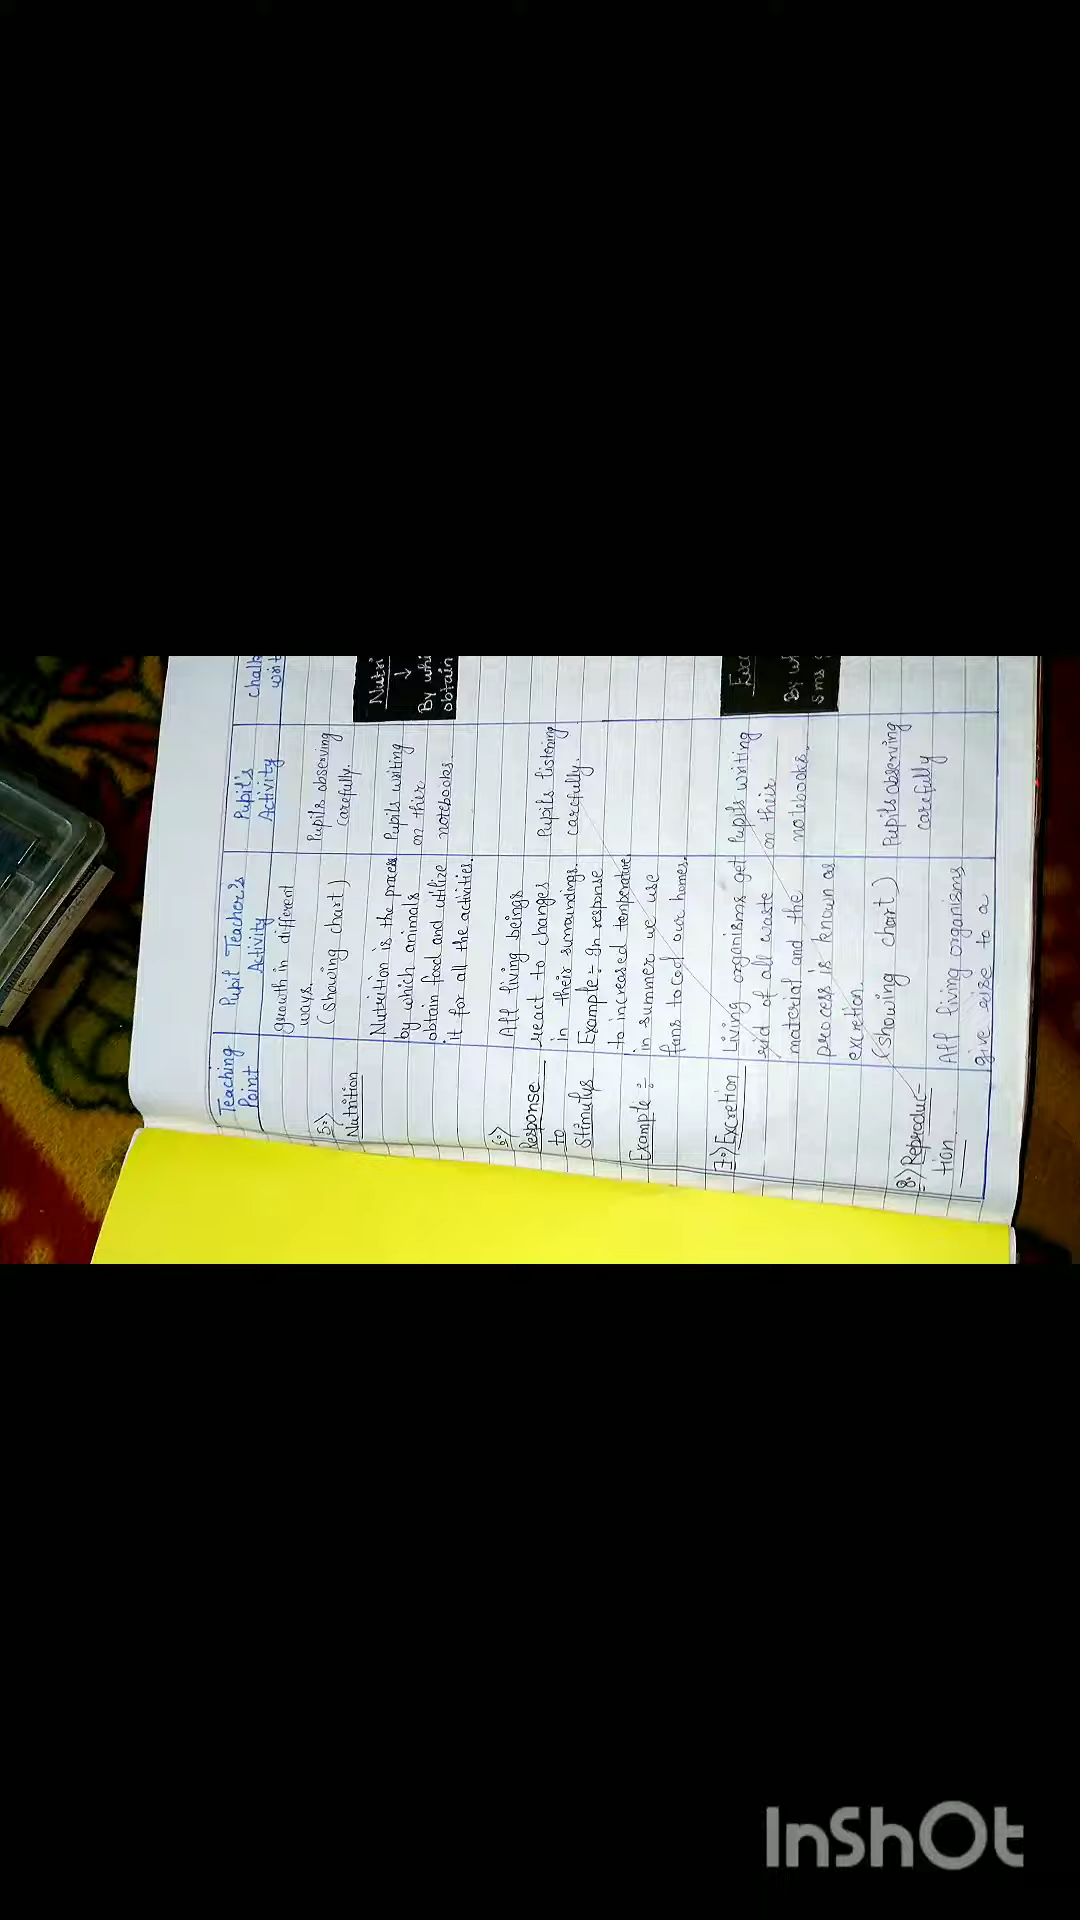 Teaching
Point
Pupil Teacher's
Activity
Pupil's
Activity
Chalk
writ
growth in different
ways.
(showing chart)
Pupils observing
carefully.
5:)
Nutrition
Nutrition is the process
by which animals
obtain food and utilize
it for all the activities.
Pupils writing
on their
notebooks.
Nutri
↓
By whi
obtain
6:)
Response
to
Stimulus
All living beings
react to changes
in their surroundings.
Example:- In response
Pupils listening
carefully.
Example :-
to increased temperature
in summer we use
fans to cool our homes.
7:) Excretion
Living organisms get
rid of all waste
material and the
process is known as
excretion.
(showing chart)
Pupils writing
on their
notebooks.
Exc
By wh
sms
Pupils observing
carefully
8:) Reproduc-
tion.
All living organisms
give rise to a
InShOt